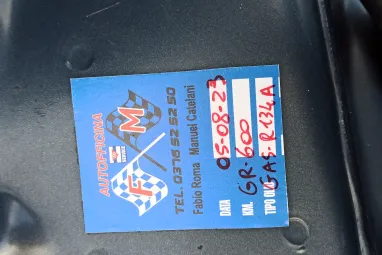 AUTOFFICINA
SERVICE
F M
TEL. 0376 52 52 50
Fabio Roma Manuel Catelani
DATA 05-08-23
KM. GR-600
TIPO GAS-R134A